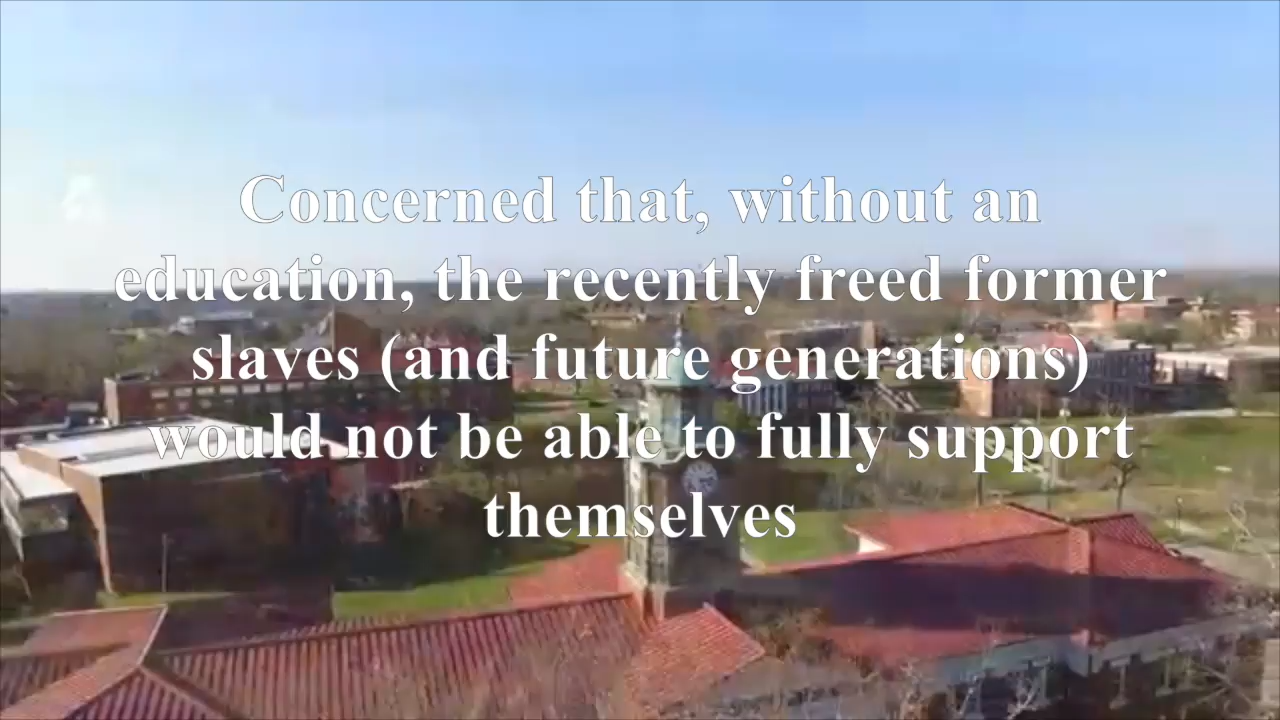 Concerned that, without an
education, the recently freed former
slaves (and future generations)
would not be able to fully support
themselves